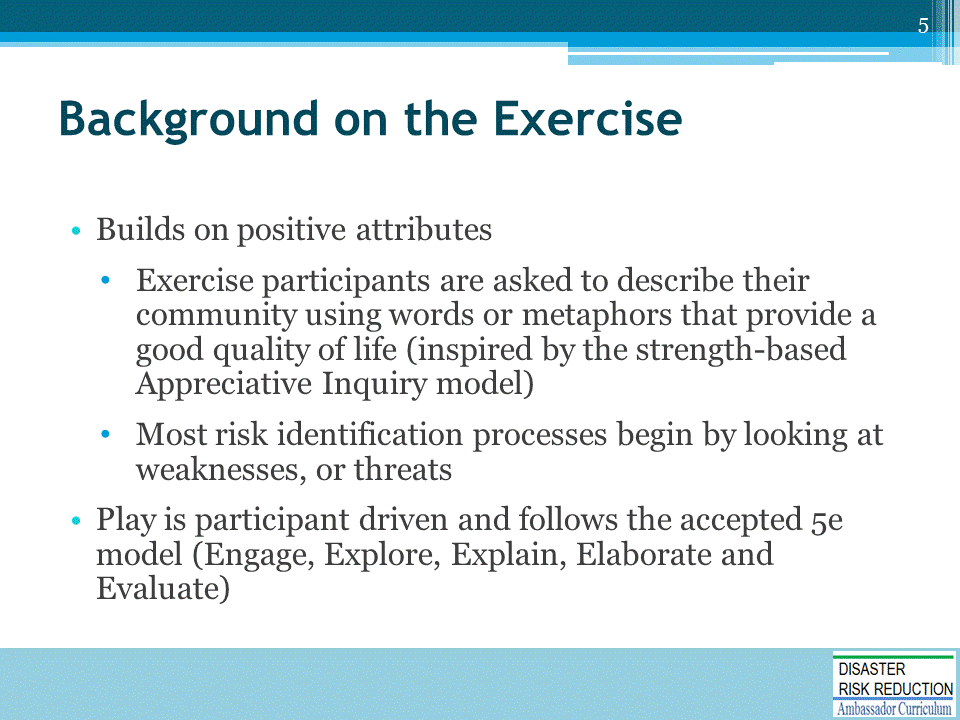 5
Background on the Exercise
• Builds on positive attributes
• Exercise participants are asked to describe their
community using words or metaphors that provide a
good quality of life (inspired by the strength-based
Appreciative Inquiry model)
• Most risk identification processes begin by looking at
weaknesses, or threats
• Play is participant driven and follows the accepted 5e
model (Engage, Explore, Explain, Elaborate and
Evaluate)
DISASTER
RISK REDUCTION
Ambassador Curriculum